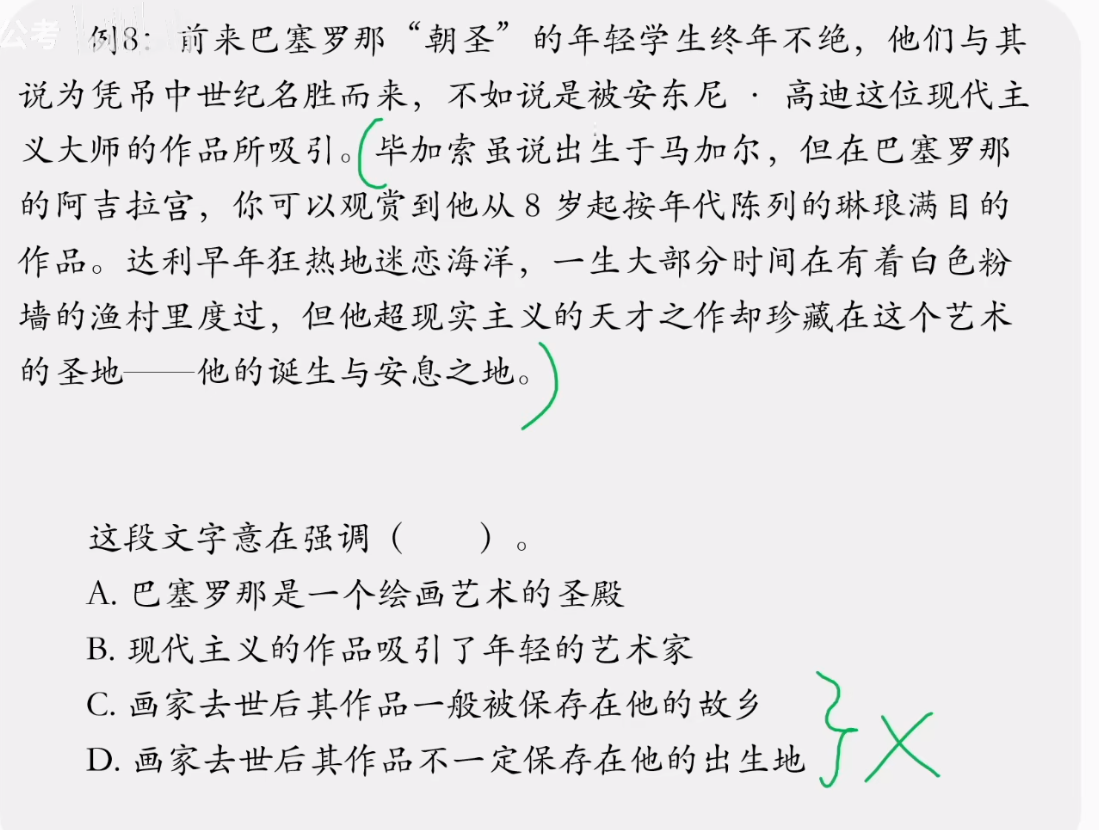 公考
例8：前来巴塞罗那“朝圣”的年轻学生终年不绝，他们与其
说为凭吊中世纪名胜而来，不如说是被安东尼·高迪这位现代主
义大师的作品所吸引。毕加索虽说出生于马加尔，但在巴塞罗那
的阿吉拉宫，你可以观赏到他从8岁起按年代陈列的琳琅满目的
作品。达利早年狂热地迷恋海洋，一生大部分时间在有着白色粉
墙的渔村里度过，但他超现实主义的天才之作却珍藏在这个艺术
的圣地——他的诞生与安息之地。
这段文字意在强调（　　）。
A. 巴塞罗那是一个绘画艺术的圣殿
B. 现代主义的作品吸引了年轻的艺术家
C. 画家去世后其作品一般被保存在他的故乡
D. 画家去世后其作品不一定保存在他的出生地